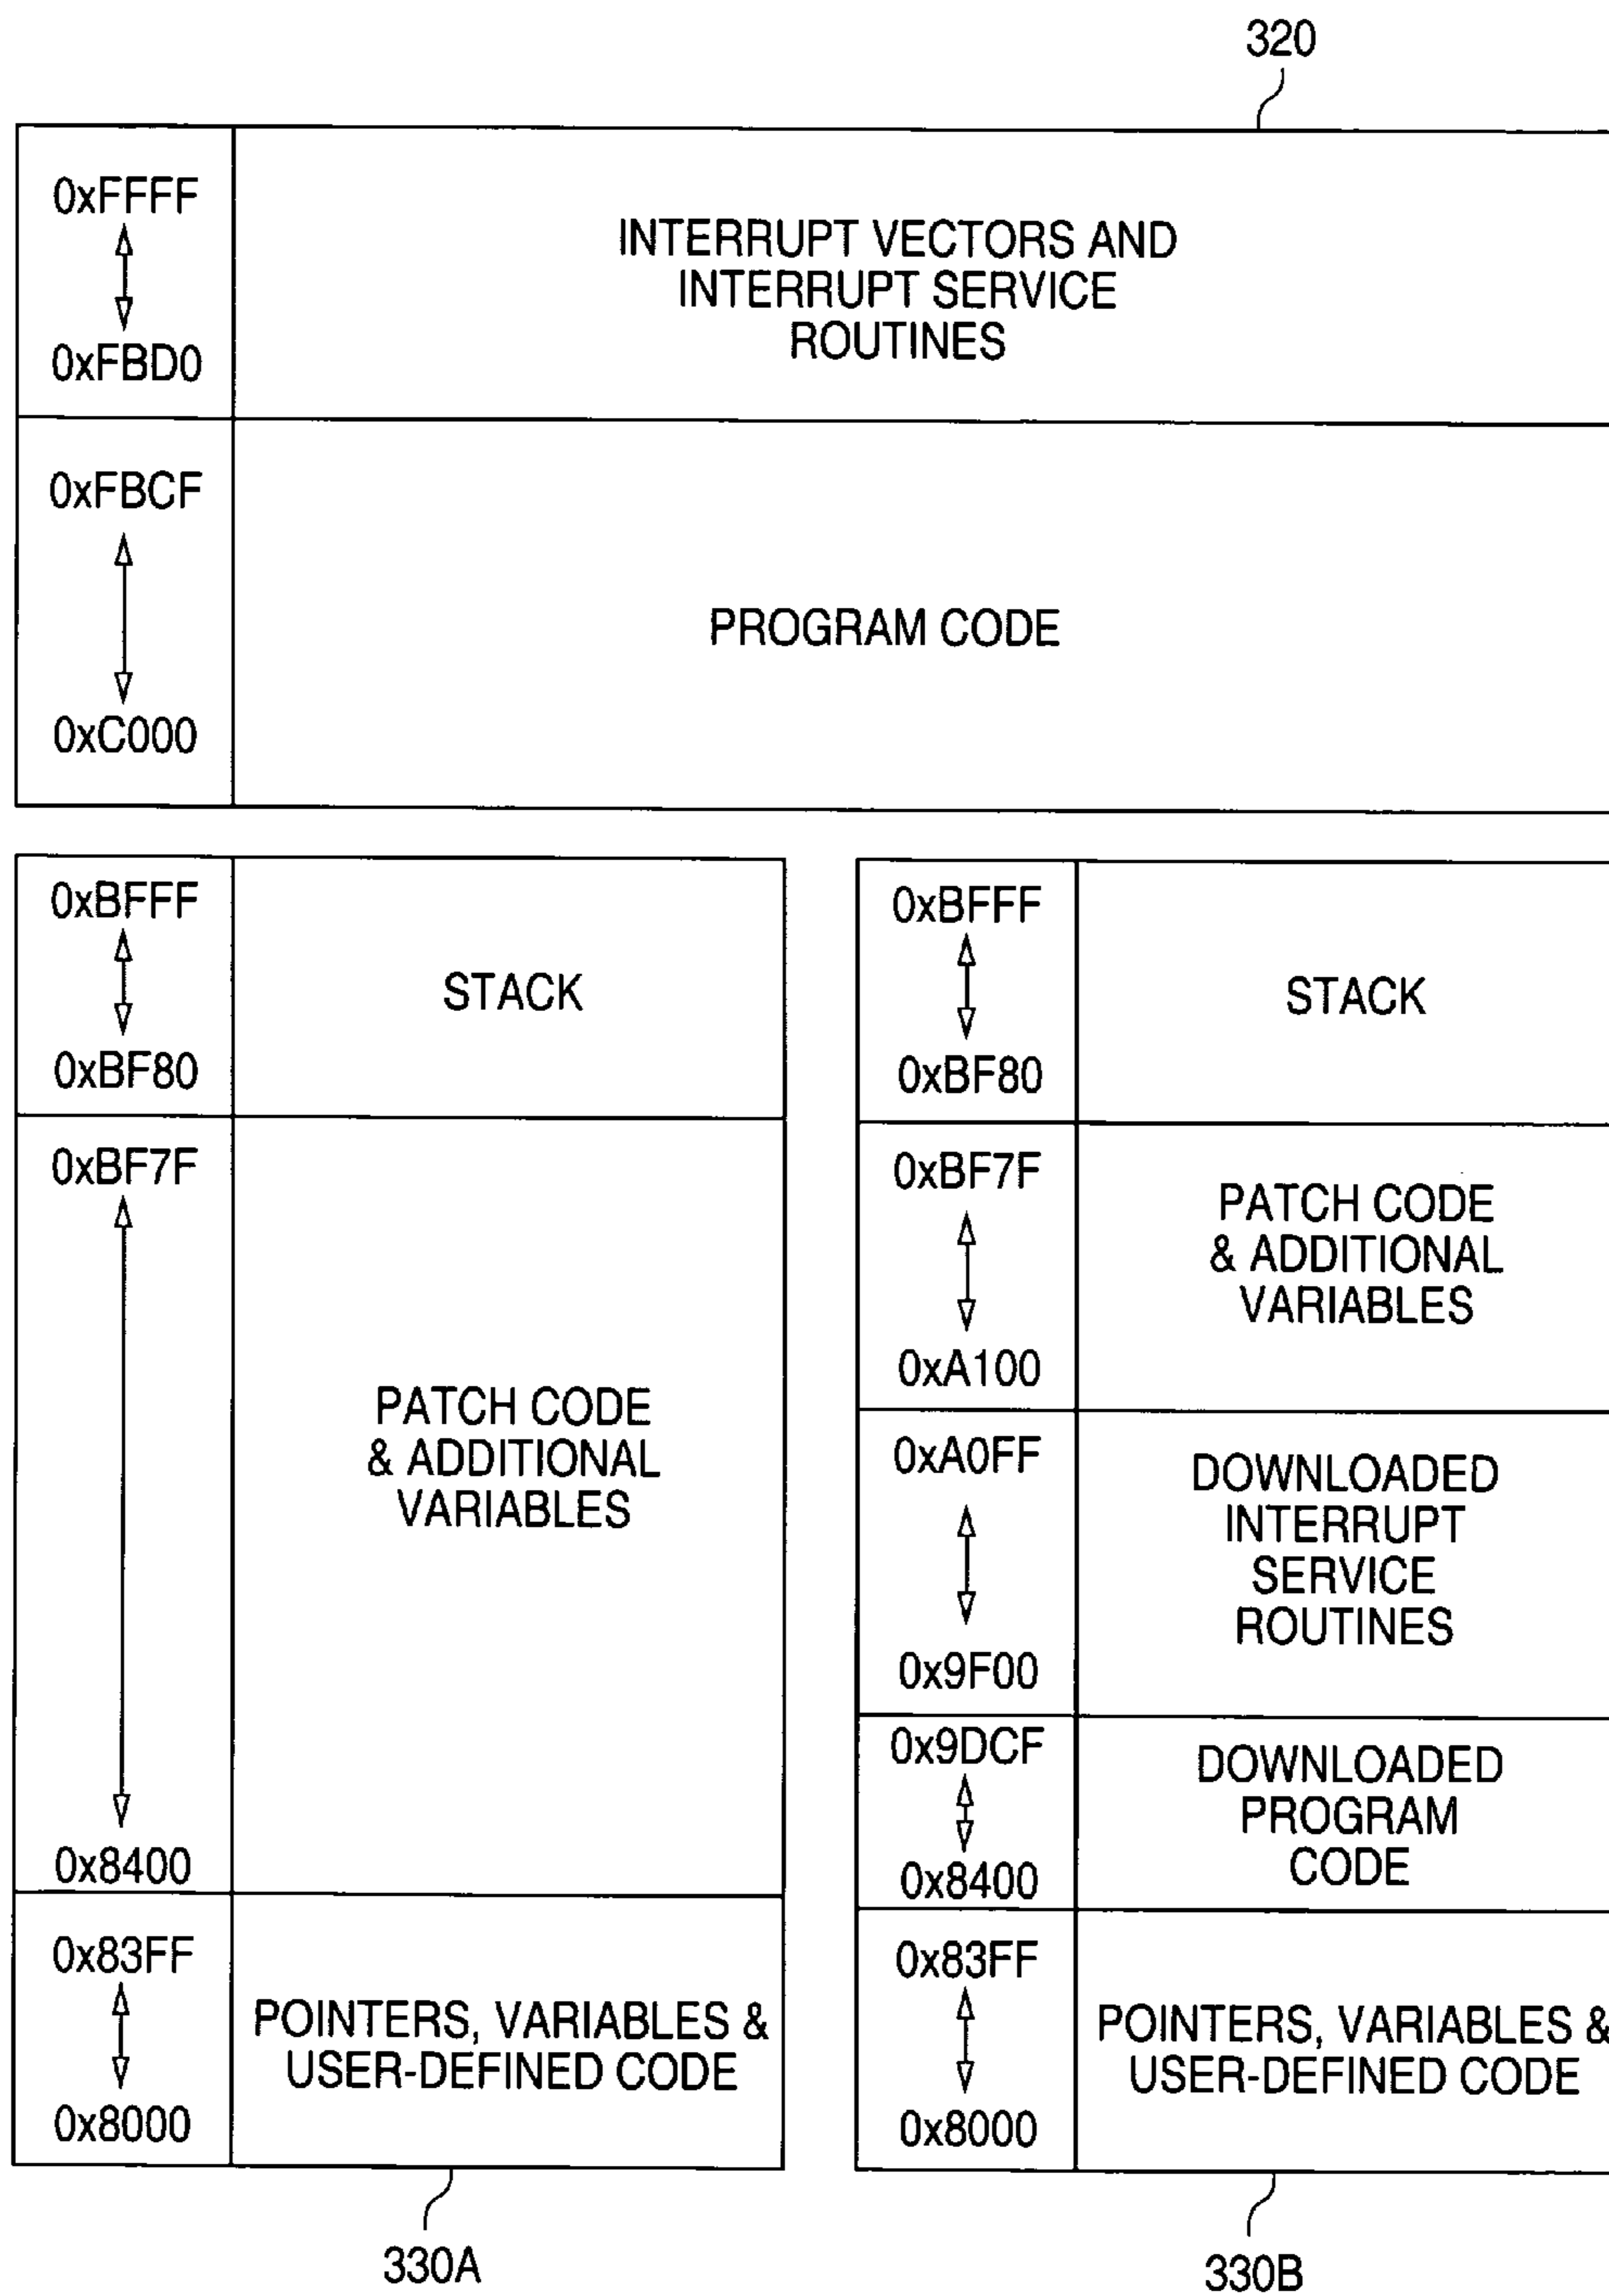 320
0xFFFF
0xFBD0
INTERRUPT VECTORS AND
INTERRUPT SERVICE
ROUTINES
0xFBCF
0xC000
PROGRAM CODE
0xBFFF
0xBF80
STACK
0xBF7F
0x8400
PATCH CODE
& ADDITIONAL
VARIABLES
0x83FF
0x8000
POINTERS, VARIABLES &
USER-DEFINED CODE
330A
0xBFFF
0xBF80
STACK
0xBF7F
0xA100
PATCH CODE
& ADDITIONAL
VARIABLES
0xA0FF
0x9F00
DOWNLOADED
INTERRUPT
SERVICE
ROUTINES
0x9DCF
0x8400
DOWNLOADED
PROGRAM
CODE
0x83FF
0x8000
POINTERS, VARIABLES &
USER-DEFINED CODE
330B